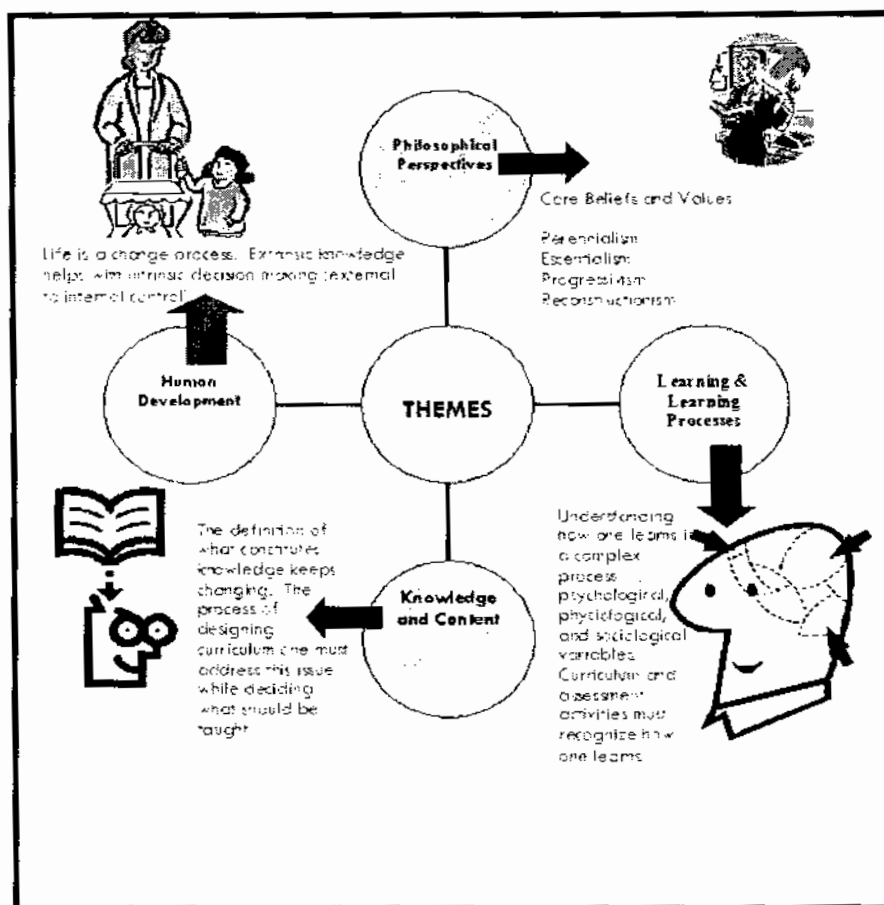 Philosophical
Perspectives
Core Beliefs and Values
Perennialism
Essentialism
Progressivism
Reconstructionism
Life is a change process. Extrinsic knowledge
helps with intrinsic decision making (external
to internal control)
Human
Development
THEMES
Learning &
Learning
Processes
The definition of
what constitutes
knowledge keeps
changing. The
process of
designing
curriculum one must
address this issue
while deciding
what should be
taught
Knowledge
and Content
Understanding
how one learns is
a complex
process
psychological,
physiological,
and sociological
variables
Curriculum and
assessment
activities must
recognize how
one learns